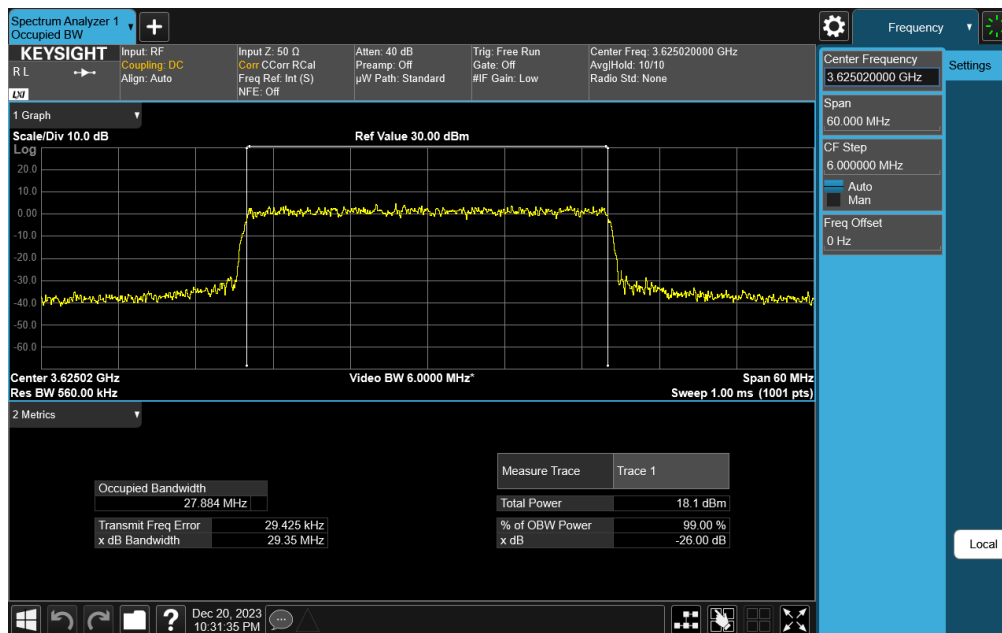 Spectrum Analyzer 1
Occupied BW
Frequency
KEYSIGHT
R L
LXI
Input: RF
Coupling: DC
Align: Auto
Input Z: 50 Ω
Corr CCorr RCal
Freq Ref: Int (S)
NFE: Off
Atten: 40 dB
Preamp: Off
µW Path: Standard
Trig: Free Run
Gate: Off
#IF Gain: Low
Center Freq: 3.625020000 GHz
Avg|Hold: 10/10
Radio Std: None
Center Frequency
3.625020000 GHz
Settings
Span
60.000 MHz
CF Step
6.000000 MHz
Auto
Man
Freq Offset
0 Hz
1 Graph
Scale/Div 10.0 dB
Ref Value 30.00 dBm
Log
20.0
10.0
0.00
-10.0
-20.0
-30.0
-40.0
-50.0
-60.0
Center 3.62502 GHz
Video BW 6.0000 MHz*
Span 60 MHz
Res BW 560.00 kHz
Sweep 1.00 ms (1001 pts)
2 Metrics
Measure Trace
Trace 1
Occupied Bandwidth
27.884 MHz
Total Power
18.1 dBm
Transmit Freq Error
29.425 kHz
% of OBW Power
99.00 %
x dB Bandwidth
29.35 MHz
x dB
-26.00 dB
Local
?
Dec 20, 2023
10:31:35 PM